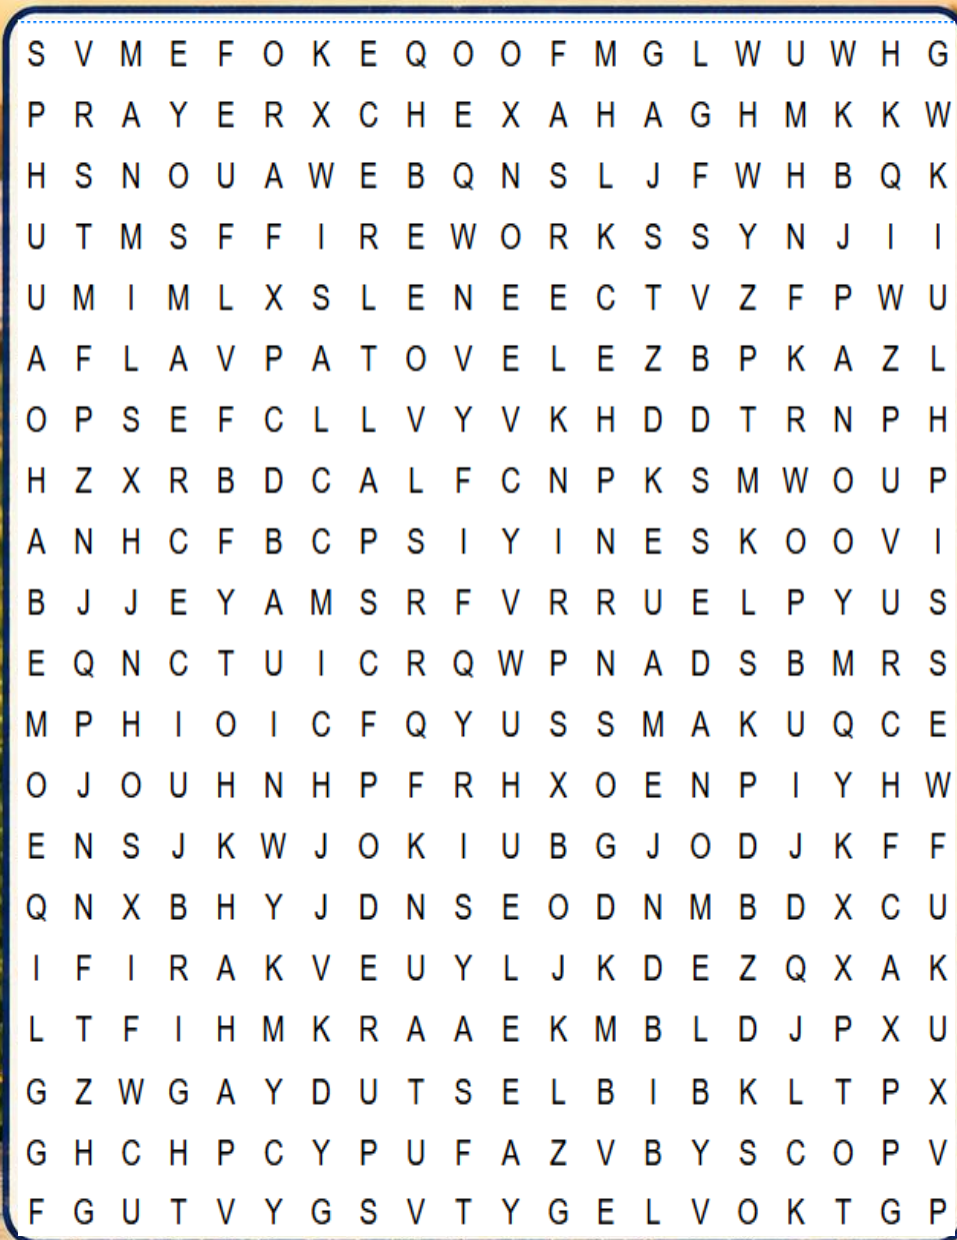 S V M E F O K E Q O O F M G L W U W H G
P R A Y E R X C H E X A H A G H M K K W
H S N O U A W E B Q N S L J F W H B Q K
U T M S F F I R E W O R K S S Y N J I I
U M I M L X S L E N E E C T V Z F P W U
A F L A V P A T O V E L E Z B P K A Z L
O P S E F C L L V Y V K H D D T R N P H
H Z X R B D C A L F C N P K S M W O U P
A N H C F B C P S I Y I N E S K O O V I
B J J E Y A M S R F V R R U E L P Y U S
E Q N C T U I C R Q W P N A D S B M R S
M P H I O I C F Q Y U S S M A K U Q C E
O J O U H N H P F R H X O E N P I Y H W
E N S J K W J O K I U B G J O D J K F F
Q N X B H Y J D N S E O D N M B D X C U
I F I R A K V E U Y L J K D E Z Q X A K
L T F I H M K R A A E K M B L D J P X U
G Z W G A Y D U T S E L B I B K L T P X
G H C H P C Y P U F A Z V B Y S C O P V
F G U T V Y G S V T Y G E L V O K T G P